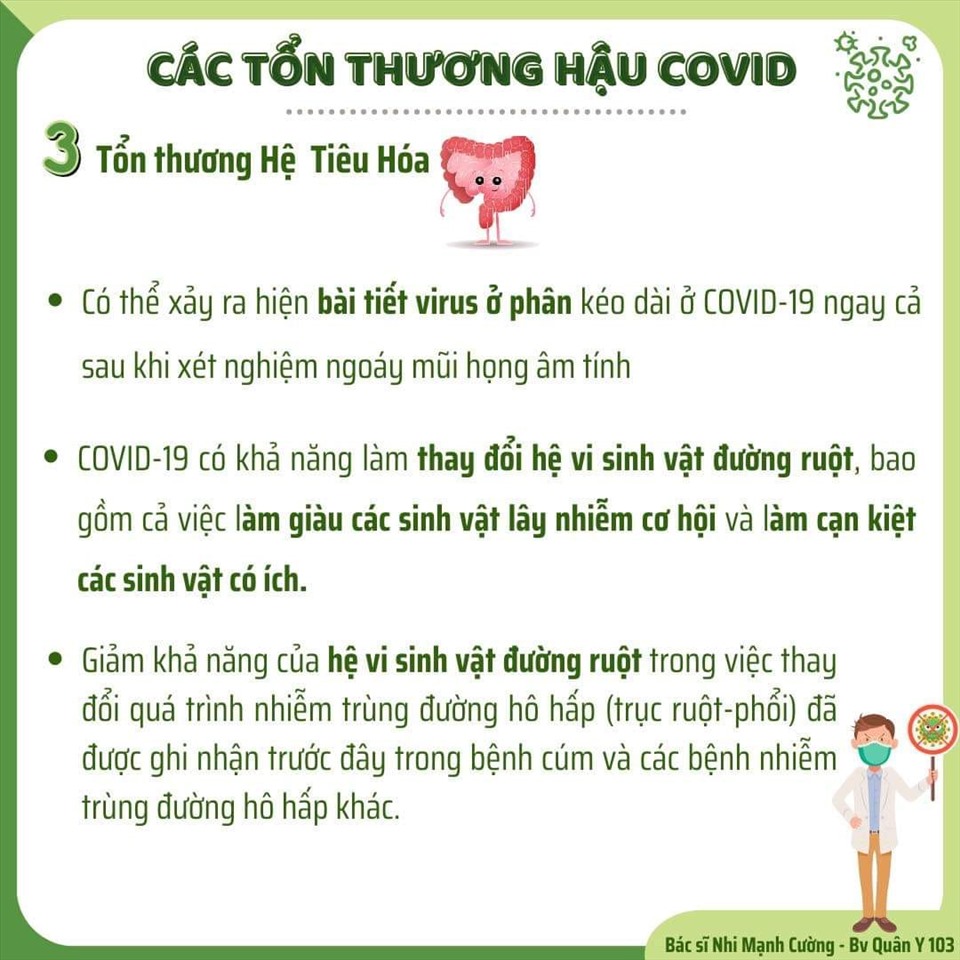 CÁC TỔN THƯƠNG HẬU COVID
3 Tổn thương Hệ Tiêu Hóa
• Có thể xảy ra hiện bài tiết virus ở phân kéo dài ở COVID-19 ngay cả
sau khi xét nghiệm ngoáy mũi họng âm tính
• COVID-19 có khả năng làm thay đổi hệ vi sinh vật đường ruột, bao
gồm cả việc làm giàu các sinh vật lây nhiễm cơ hội và làm cạn kiệt
các sinh vật có ích.
• Giảm khả năng của hệ vi sinh vật đường ruột trong việc thay
đổi quá trình nhiễm trùng đường hô hấp (trục ruột-phổi) đã
được ghi nhận trước đây trong bệnh cúm và các bệnh nhiễm
trùng đường hô hấp khác.
Bác sĩ Nhi Mạnh Cường - Bv Quân Y 103